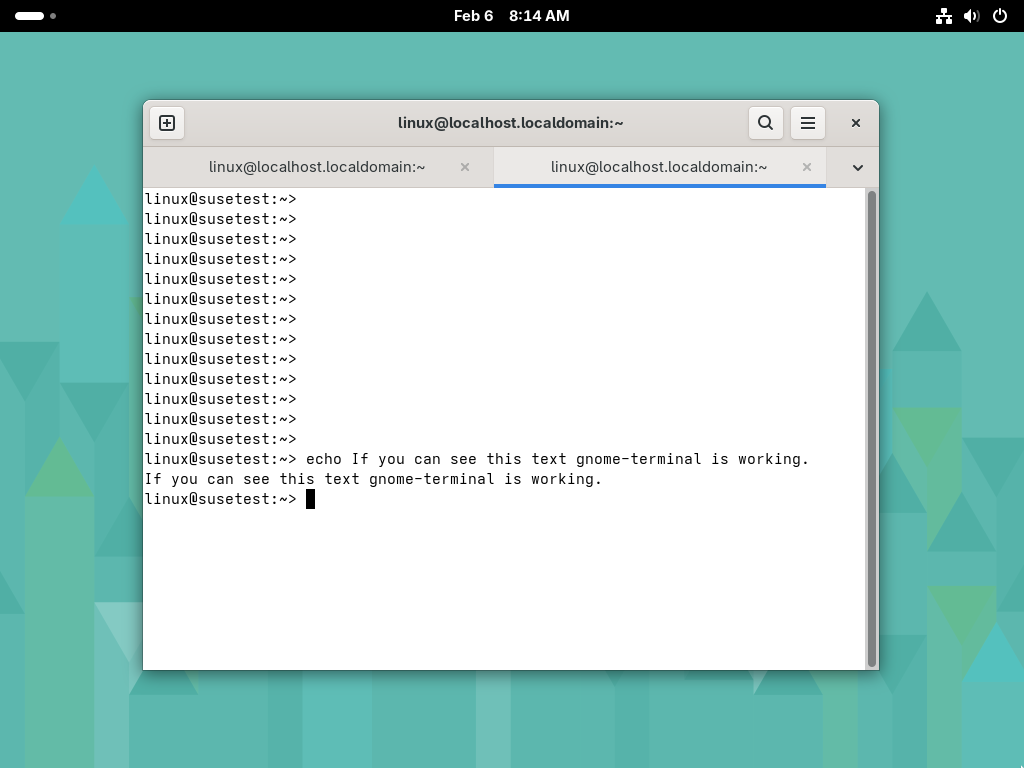 Feb 6 8:14 AM
linux@localhost.localdomain:~
linux@localhost.localdomain:~ linux@localhost.localdomain:~
linux@susetest:~>
linux@susetest:~>
linux@susetest:~>
linux@susetest:~>
linux@susetest:~>
linux@susetest:~>
linux@susetest:~>
linux@susetest:~>
linux@susetest:~>
linux@susetest:~>
linux@susetest:~>
linux@susetest:~>
linux@susetest:~>
linux@susetest:~> echo If you can see this text gnome-terminal is working.
If you can see this text gnome-terminal is working.
linux@susetest:~>